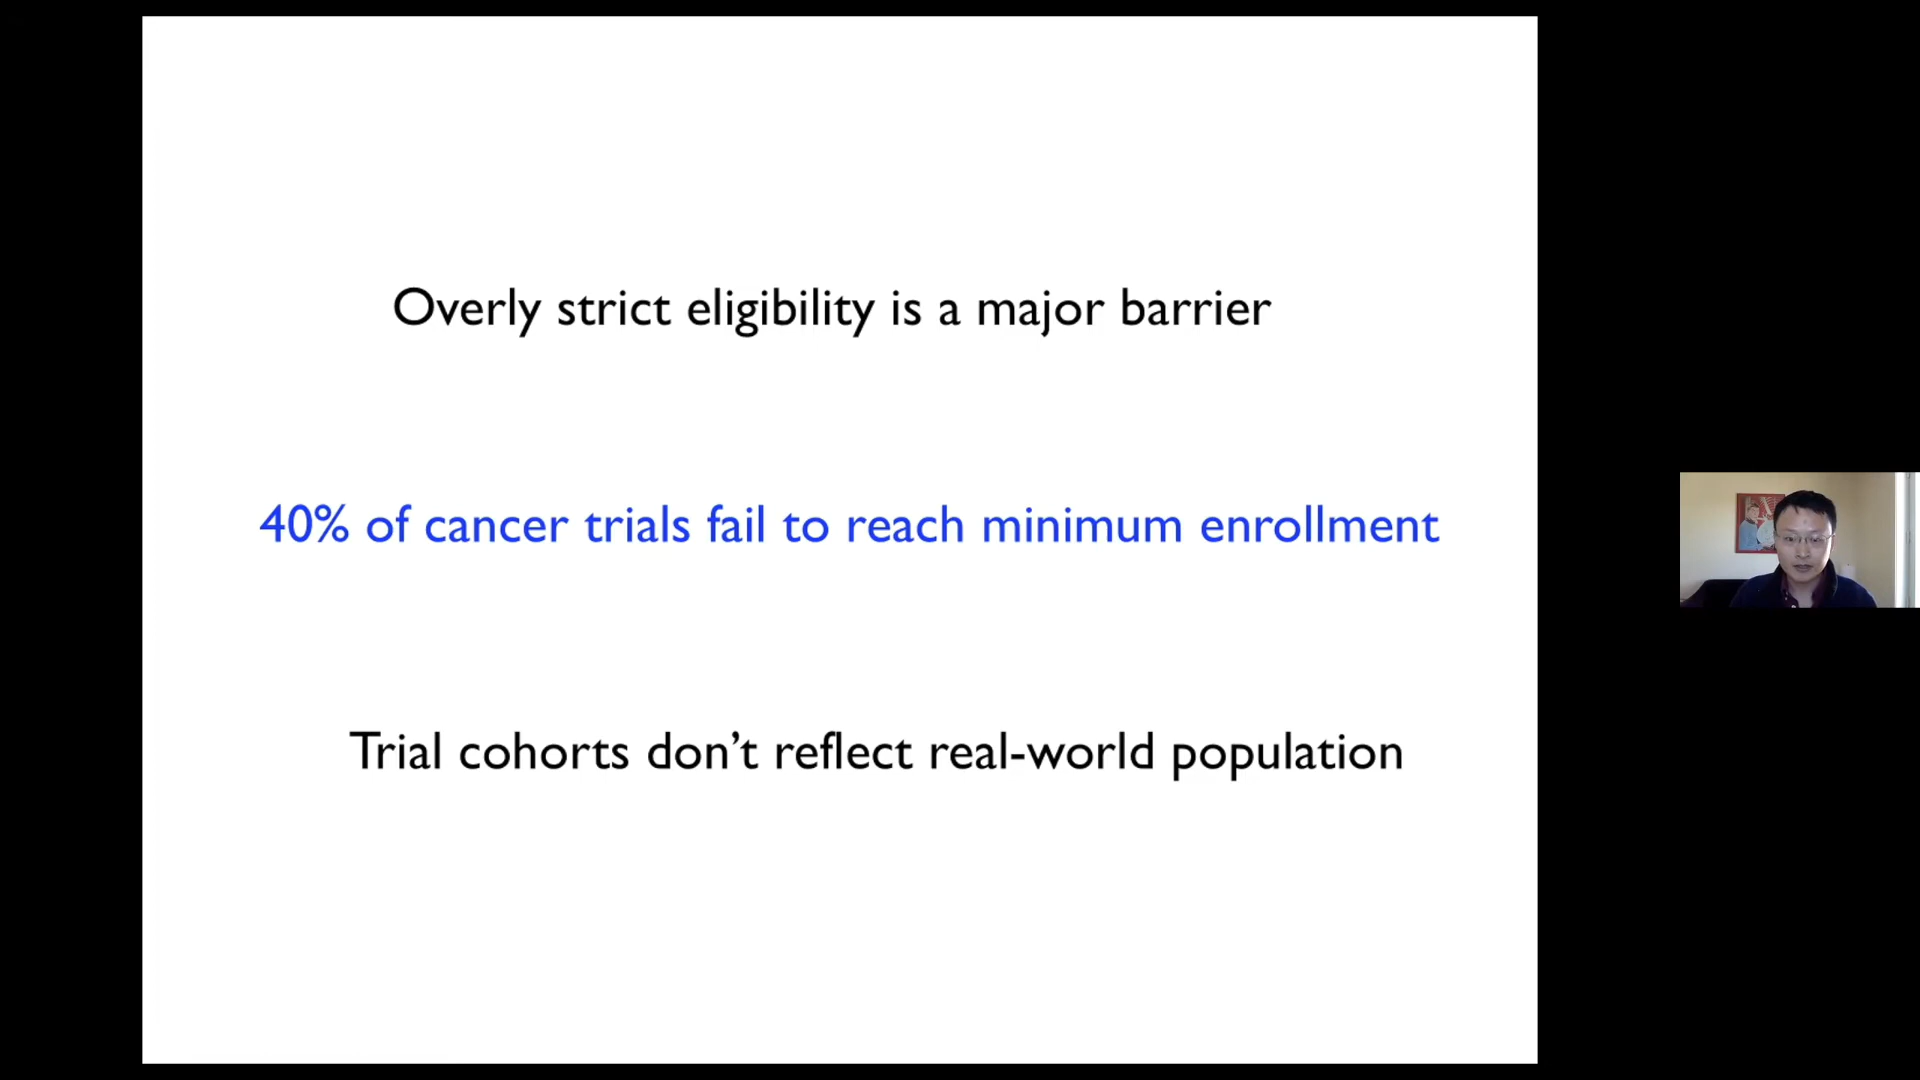 Overly strict eligibility is a major barrier
40% of cancer trials fail to reach minimum enrollment
Trial cohorts don’t reflect real-world population